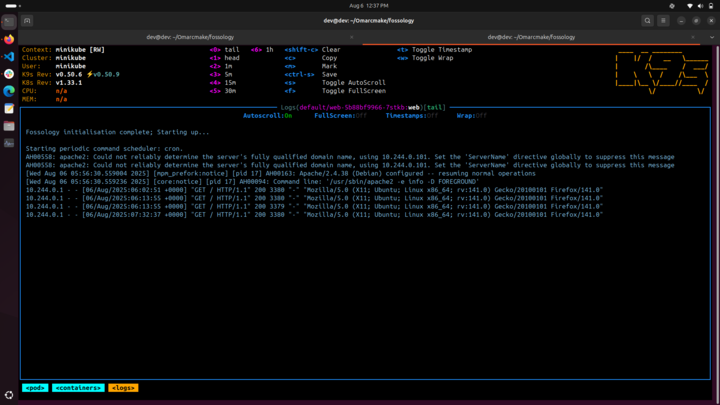 Aug 6 12:37 PM
dev@dev: ~/Omarcmake/fossology
dev@dev: ~/Omarcmake/fossology
dev@dev: ~/Omarcmake/fossology
Context: minikube [RW] <0> tail <6> 1h <shift-c> Clear <t> Toggle Timestamp
Cluster: minikube <1> head <c> Copy <w> Toggle Wrap
User: minikube <2> 1m <m> Mark
K9s Rev: v0.50.6 ⚡v0.50.9 <3> 5m <ctrl-s> Save
K8s Rev: v1.33.1 <4> 15m <s> Toggle AutoScroll
CPU: n/a <5> 30m <f> Toggle FullScreen
MEM: n/a
Logs(default/web-5b88bf9966-7stkb:web)[tail]
Autoscroll:On FullScreen:Off Timestamps:Off Wrap:Off
Fossology initialisation complete; Starting up...
Starting periodic command scheduler: cron.
AH00558: apache2: Could not reliably determine the server's fully qualified domain name, using 10.244.0.101. Set the 'ServerName' directive globally to suppress this message
AH00558: apache2: Could not reliably determine the server's fully qualified domain name, using 10.244.0.101. Set the 'ServerName' directive globally to suppress this message
[Wed Aug 06 05:56:30.559004 2025] [mpm_prefork:notice] [pid 17] AH00163: Apache/2.4.38 (Debian) configured -- resuming normal operations
[Wed Aug 06 05:56:30.559236 2025] [core:notice] [pid 17] AH00094: Command line: '/usr/sbin/apache2 -e info -D FOREGROUND'
10.244.0.1 - - [06/Aug/2025:06:02:51 +0000] "GET / HTTP/1.1" 200 3380 "-" "Mozilla/5.0 (X11; Ubuntu; Linux x86_64; rv:141.0) Gecko/20100101 Firefox/141.0"
10.244.0.1 - - [06/Aug/2025:06:13:55 +0000] "GET / HTTP/1.1" 200 3380 "-" "Mozilla/5.0 (X11; Ubuntu; Linux x86_64; rv:141.0) Gecko/20100101 Firefox/141.0"
10.244.0.1 - - [06/Aug/2025:06:13:55 +0000] "GET / HTTP/1.1" 200 3379 "-" "Mozilla/5.0 (X11; Ubuntu; Linux x86_64; rv:141.0) Gecko/20100101 Firefox/141.0"
10.244.0.1 - - [06/Aug/2025:07:32:37 +0000] "GET / HTTP/1.1" 200 3380 "-" "Mozilla/5.0 (X11; Ubuntu; Linux x86_64; rv:141.0) Gecko/20100101 Firefox/141.0"
<pod> <containers> <logs>